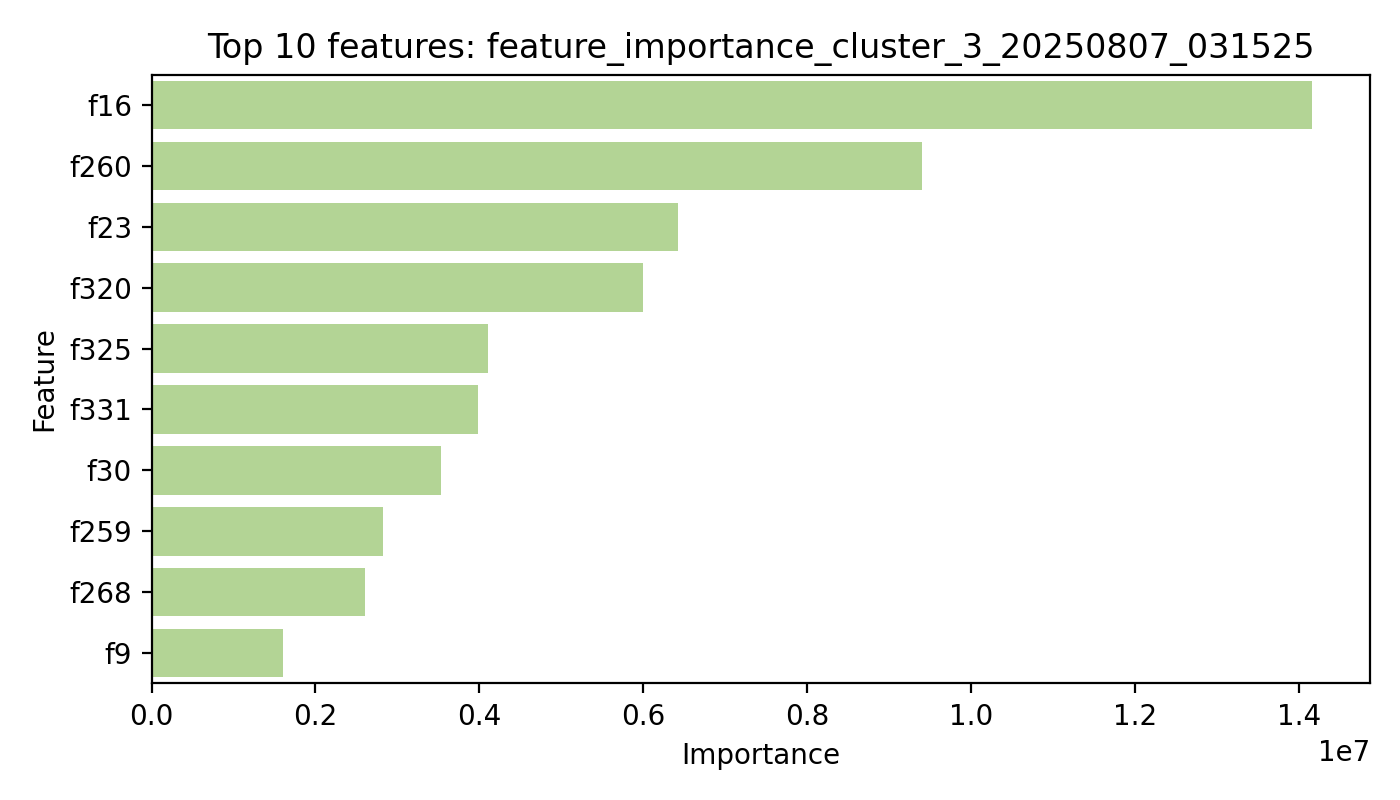 Top 10 features: feature_importance_cluster_3_20250807_031525
f16
f260
f23
f320
f325
f331
f30
f259
f268
f9
Feature
0.0 0.2 0.4 0.6 0.8 1.0 1.2 1.4
1e7
Importance